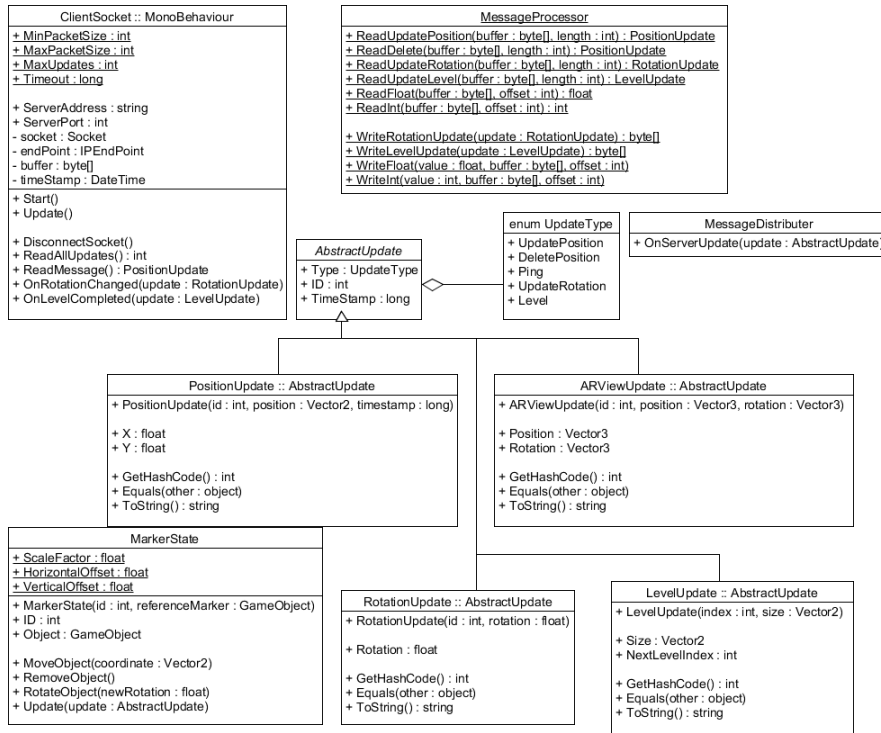 ClientSocket :: MonoBehaviour
+ MinPacketSize : int
+ MaxPacketSize : int
+ MaxUpdates : int
+ Timeout : long
+ ServerAddress : string
+ ServerPort : int
- socket : Socket
- endPoint : IPEndPoint
- buffer : byte[]
- timeStamp : DateTime
+ Start()
+ Update()
+ DisconnectSocket()
+ ReadAllUpdates() : int
+ ReadMessage() : PositionUpdate
+ OnRotationChanged(update : RotationUpdate)
+ OnLevelCompleted(update : LevelUpdate)
MessageProcessor
+ ReadUpdatePosition(buffer : byte[], length : int) : PositionUpdate
+ ReadDelete(buffer : byte[], length : int) : PositionUpdate
+ ReadUpdateRotation(buffer : byte[], length : int) : RotationUpdate
+ ReadUpdateLevel(buffer : byte[], length : int) : LevelUpdate
+ ReadFloat(buffer : byte[], offset : int) : float
+ ReadInt(buffer : byte[], offset : int) : int
+ WriteRotationUpdate(update : RotationUpdate) : byte[]
+ WriteLevelUpdate(update : LevelUpdate) : byte[]
+ WriteFloat(value : float, buffer : byte[], offset : int)
+ WriteInt(value : int, buffer : byte[], offset : int)
AbstractUpdate
+ Type : UpdateType
+ ID : int
+ TimeStamp : long
enum UpdateType
+ UpdatePosition
+ DeletePosition
+ Ping
+ UpdateRotation
+ Level
MessageDistributer
+ OnServerUpdate(update : AbstractUpdate)
PositionUpdate :: AbstractUpdate
+ PositionUpdate(id : int, position : Vector2, timestamp : long)
+ X : float
+ Y : float
+ GetHashCode() : int
+ Equals(other : object)
+ ToString() : string
ARViewUpdate :: AbstractUpdate
+ ARViewUpdate(id : int, position : Vector3, rotation : Vector3)
+ Position : Vector3
+ Rotation : Vector3
+ GetHashCode() : int
+ Equals(other : object)
+ ToString() : string
MarkerState
+ ScaleFactor : float
+ HorizontalOffset : float
+ VerticalOffset : float
+ MarkerState(id : int, referenceMarker : GameObject)
+ ID : int
+ Object : GameObject
+ MoveObject(coordinate : Vector2)
+ RemoveObject()
+ RotateObject(newRotation : float)
+ Update(update : AbstractUpdate)
RotationUpdate :: AbstractUpdate
+ RotationUpdate(id : int, rotation : float)
+ Rotation : float
+ GetHashCode() : int
+ Equals(other : object)
+ ToString() : string
LevelUpdate :: AbstractUpdate
+ LevelUpdate(index : int, size : Vector2)
+ Size : Vector2
+ NextLevelIndex : int
+ GetHashCode() : int
+ Equals(other : object)
+ ToString() : string